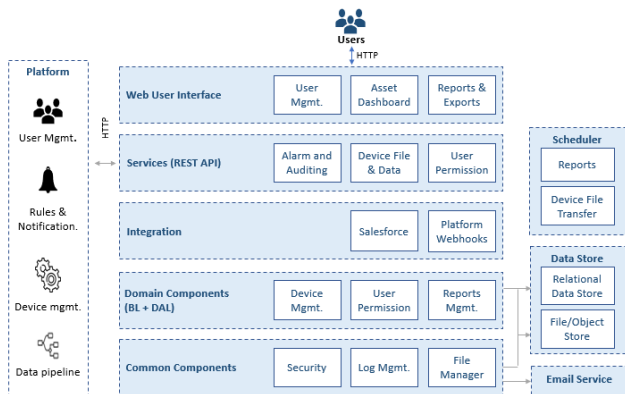 Users
HTTP
Platform
User Mgmt.
Rules &
Notification.
Device mgmt.
Data pipeline
HTTP
Web User Interface
User
Mgmt.
Asset
Dashboard
Reports &
Exports
Services (REST API)
Alarm and
Auditing
Device File
& Data
User
Permission
Integration
Salesforce
Platform
Webhooks
Domain Components
(BL + DAL)
Device
Mgmt.
User
Permission
Reports
Mgmt.
Common Components
Security
Log Mgmt.
File
Manager
Scheduler
Reports
Device File
Transfer
Data Store
Relational
Data Store
File/Object
Store
Email Service